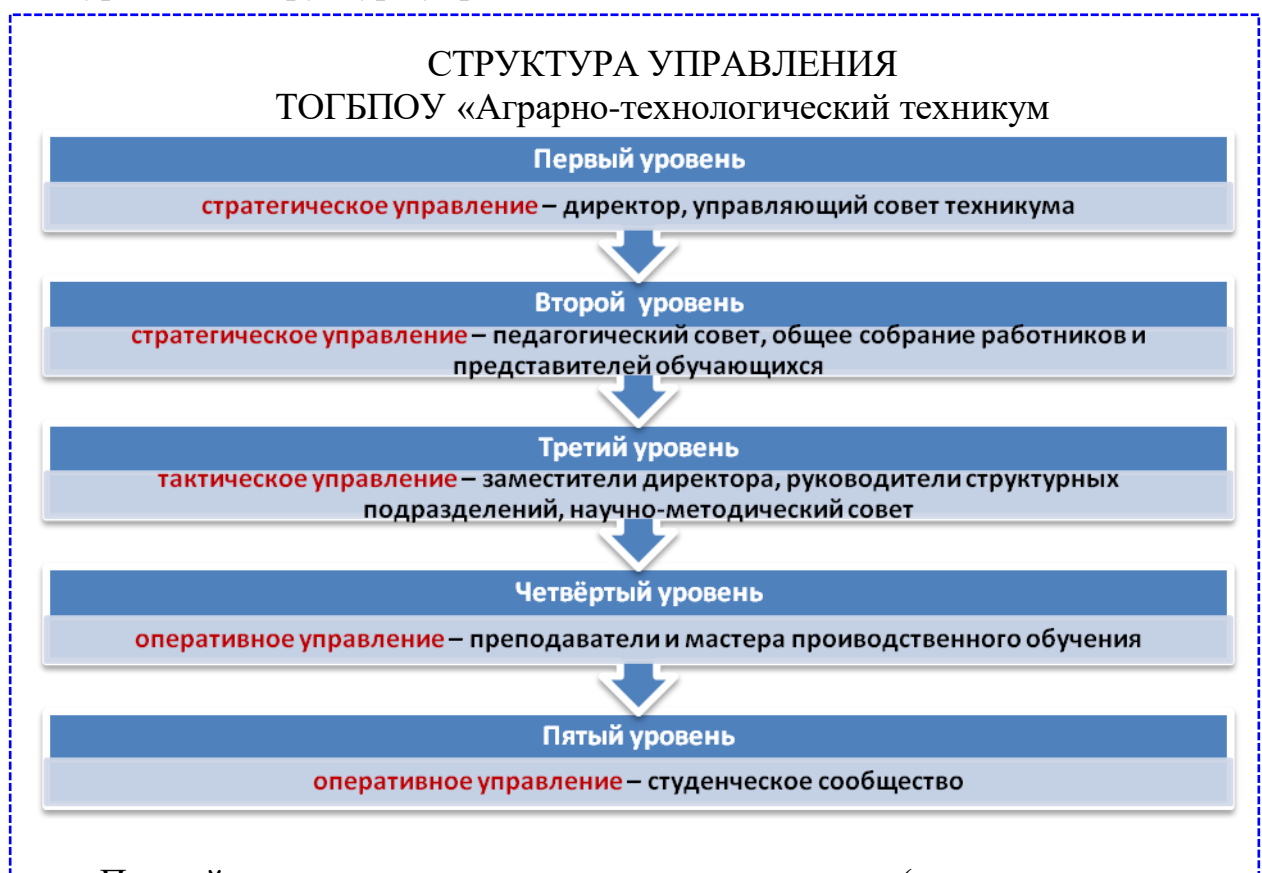 СТРУКТУРА УПРАВЛЕНИЯ
ТОГБПОУ «Аграрно-технологический техникум
Первый уровень
стратегическое управление – директор, управляющий совет техникума
Второй уровень
стратегическое управление – педагогический совет, общее собрание работников и
представителей обучающихся
Третий уровень
тактическое управление – заместители директора, руководители структурных
подразделений, научно-методический совет
Четвёртый уровень
оперативное управление – преподаватели и мастера проиводственного обучения
Пятый уровень
оперативное управление – студенческое сообщество